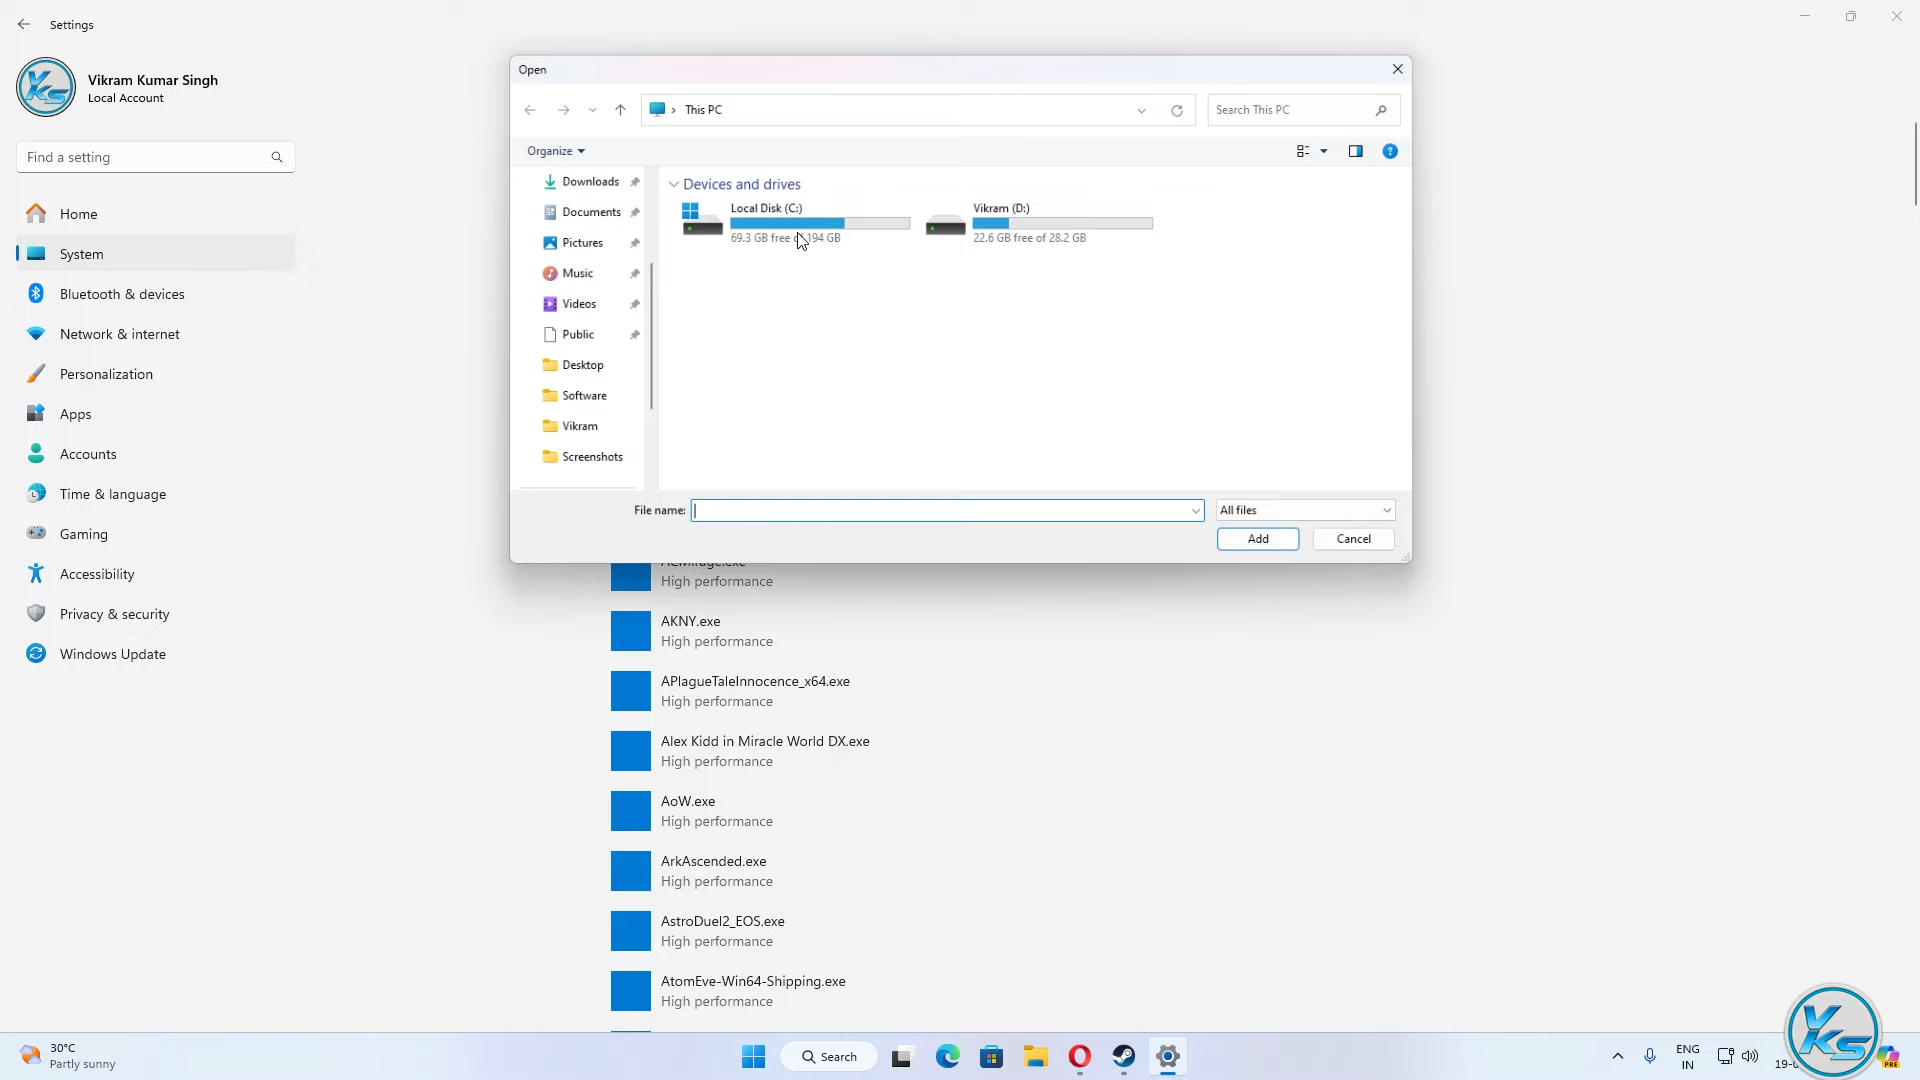 Settings
Vikram Kumar Singh
Local Account
Find a setting
Home
System
Bluetooth & devices
Network & internet
Personalization
Apps
Accounts
Time & language
Gaming
Accessibility
Privacy & security
Windows Update
Open
This PC
Search This PC
Organize
Downloads
Documents
Pictures
Music
Videos
Public
Desktop
Software
Vikram
Screenshots
Devices and drives
Local Disk (C:)
69.3 GB free of 194 GB
Vikram (D:)
22.6 GB free of 28.2 GB
File name:
All files
Add
Cancel
High performance
AKNY.exe
High performance
APlagueTaleInnocence_x64.exe
High performance
Alex Kidd in Miracle World DX.exe
High performance
AoW.exe
High performance
ArkAscended.exe
High performance
AstroDuel2_EOS.exe
High performance
AtomEve-Win64-Shipping.exe
High performance
30°C
Partly sunny
Search
ENG
IN
VKS
PRE